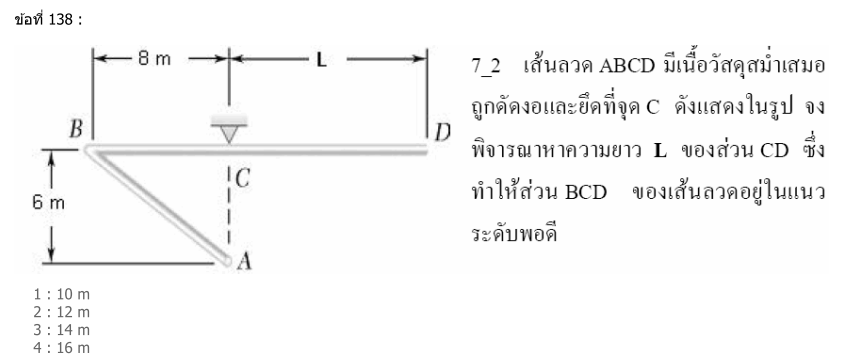 ข้อที่ 138 :
8 m
L
B
D
C
6 m
A
7_2 เส้นลวด ABCD มีเนื้อวัสดุสม่ำเสมอ
ถูกดัดงอและยึดที่จุด C ดังแสดงในรูป จง
พิจารณาหาความยาว L ของส่วน CD ซึ่ง
ทำให้ส่วน BCD ของเส้นลวดอยู่ในแนว
ระดับพอดี
1 : 10 m
2 : 12 m
3 : 14 m
4 : 16 m